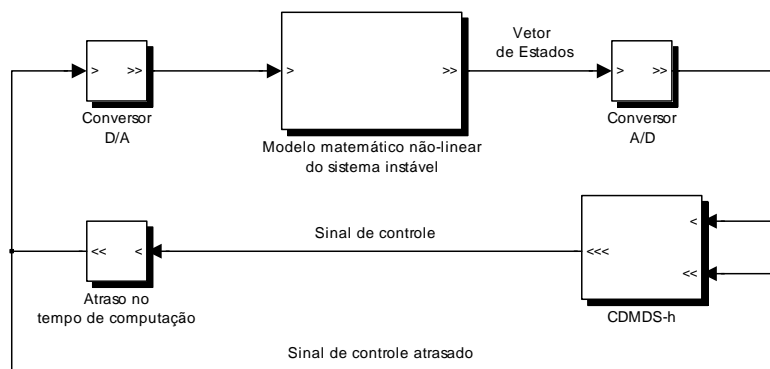 Vetor
de Estados
> >>
> >>
> >>
Conversor
D/A
Modelo matemático não-linear
do sistema instável
Conversor
A/D
Sinal de controle
<< <
<<< <
<<
Atraso no
tempo de computação
CDMDS-h
Sinal de controle atrasado